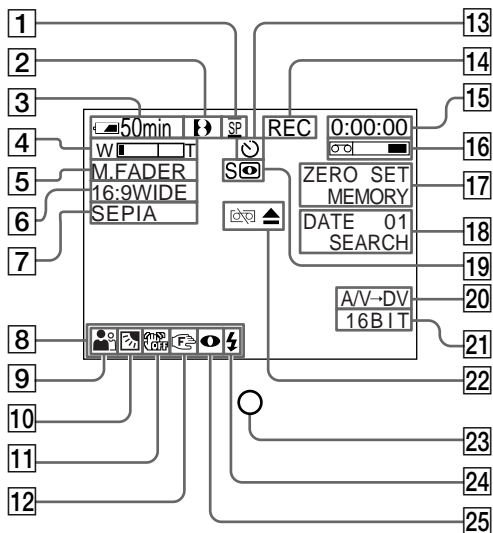 1
2
3
4
5
6
7
8
9
10
11
12
13
14
15
16
17
18
19
20
21
22
23
24
25
50min
SP
REC
0:00:00
W T
M.FADER
16:9WIDE
SEPIA
S
ZERO SET
MEMORY
DATE 01
SEARCH
A/V→DV
16BIT
OFF
F